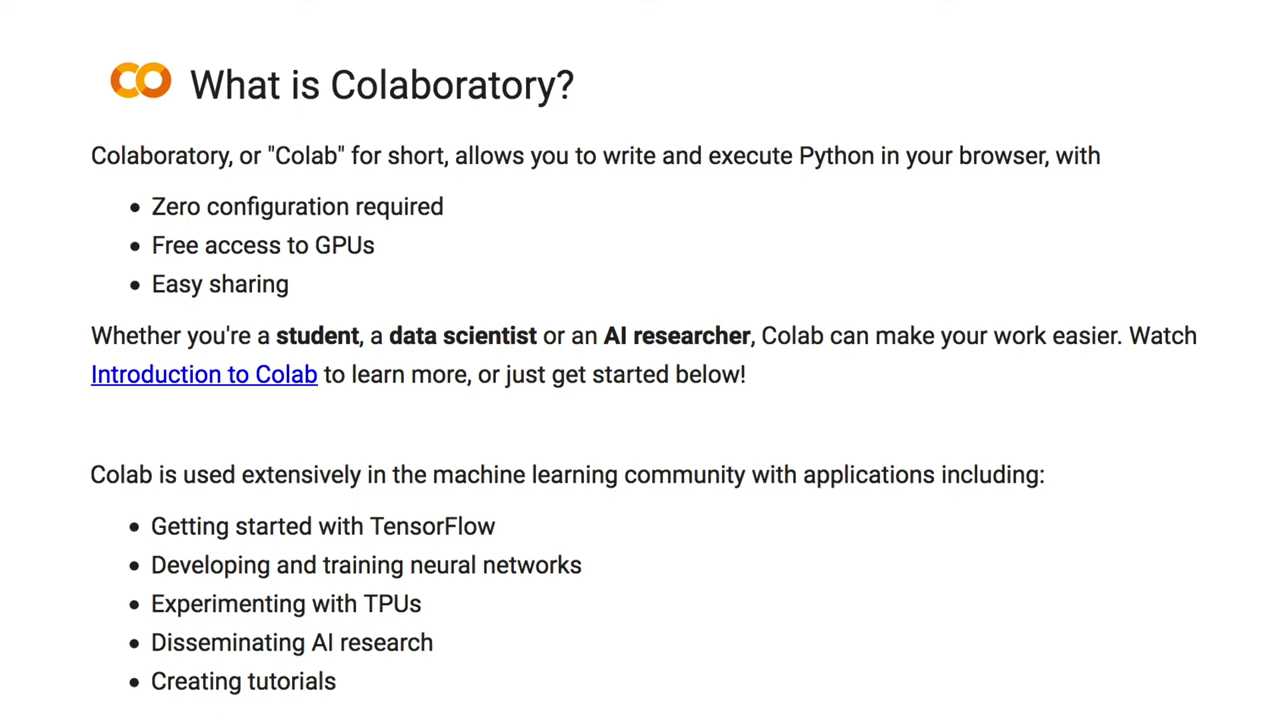 What is Colaboratory?
Colaboratory, or "Colab" for short, allows you to write and execute Python in your browser, with
• Zero configuration required
• Free access to GPUs
• Easy sharing
Whether you're a student, a data scientist or an AI researcher, Colab can make your work easier. Watch
Introduction to Colab to learn more, or just get started below!
Colab is used extensively in the machine learning community with applications including:
• Getting started with TensorFlow
• Developing and training neural networks
• Experimenting with TPUs
• Disseminating AI research
• Creating tutorials